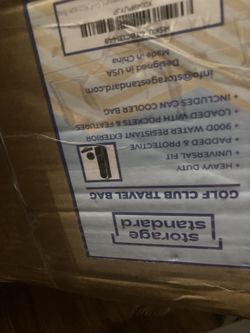 storage
standard
GOLF CLUB TRAVEL BAG
• HEAVY DUTY
• UNIVERSAL FIT
• PADDED & PROTECTIVE
• 900D WATER RESISTANT EXTERIOR
• LOADED WITH POCKETS & FEATURES
• INCLUDES CAN COOLER BAG
info@storagestandard.com
Designed in USA
Made in China